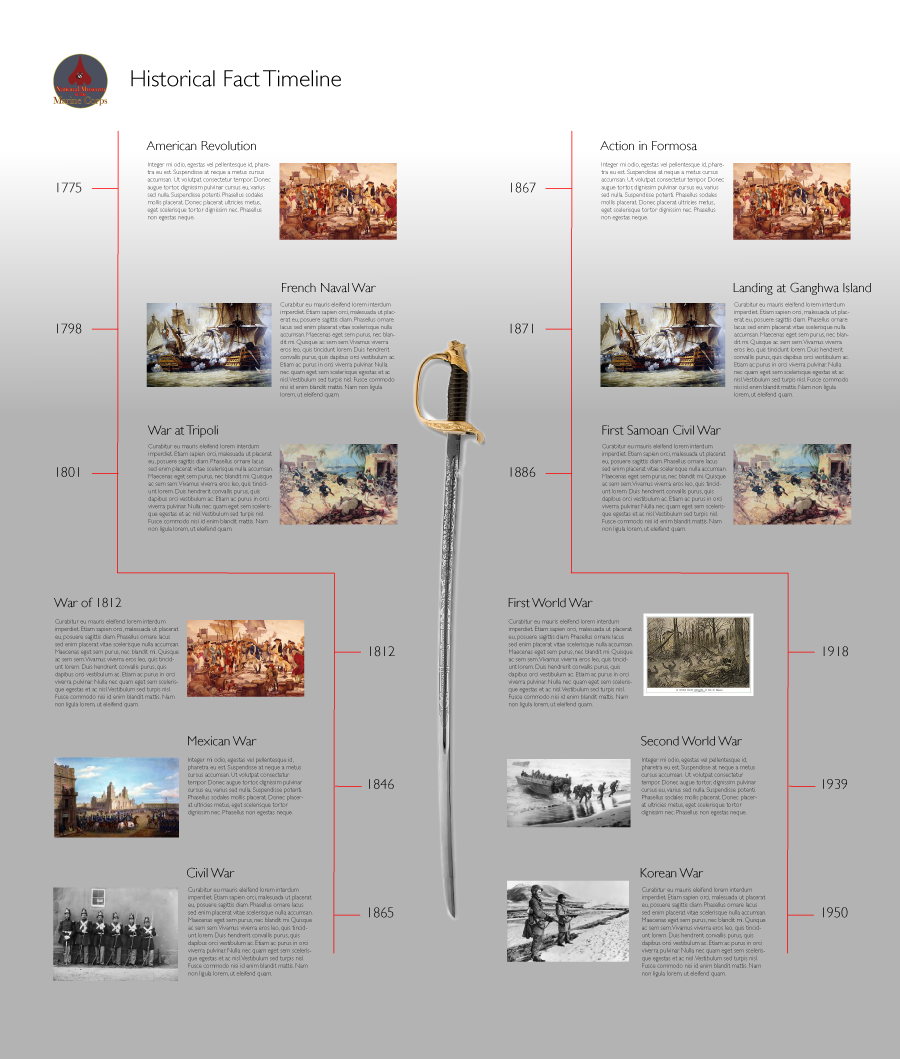 National Museum
of the
Marine Corps
Historical Fact Timeline
1775
American Revolution
Integer mi odio, egestas vel pellentesque id, phare-
tra eu est. Suspendisse at neque a metus cursus
accumsan. Ut volutpat consectetur tempor. Donec
augue tortor, dignissim pulvinar cursus eu, varius
sed nulla. Suspendisse potenti. Phasellus sodales
mollis placerat. Donec placerat ultricies metus,
eget scelerisque tortor dignissim nec. Phasellus
non egestas neque.
1798
French Naval War
Curabitur eu mauris eleifend lorem interdum
imperdiet. Etiam sapien orci, malesuada ut plac-
erat eu, posuere sagittis diam. Phasellus ornare
lacus sed enim placerat vitae scelerisque nulla
accumsan. Maecenas eget sem purus, nec blan-
dit mi. Quisque ac sem sem. Vivamus viverra
eros leo, quis tincidunt lorem. Duis hendrerit
convallis purus, quis dapibus orci vestibulum ac.
Etiam ac purus in orci viverra pulvinar. Nulla
nec quam eget sem scelerisque egestas et ac
nisl. Vestibulum sed turpis nisl. Fusce commodo
nisi id enim blandit mattis. Nam non ligula
lorem, ut eleifend quam.
1801
War at Tripoli
Curabitur eu mauris eleifend lorem interdum
imperdiet. Etiam sapien orci, malesuada ut placerat
eu, posuere sagittis diam. Phasellus ornare lacus
sed enim placerat vitae scelerisque nulla accumsan.
Maecenas eget sem purus, nec blandit mi. Quisque
ac sem sem. Vivamus viverra eros leo, quis tincid-
unt lorem. Duis hendrerit convallis purus, quis
dapibus orci vestibulum ac. Etiam ac purus in orci
viverra pulvinar. Nulla nec quam eget sem sceleris-
que egestas et ac nisl. Vestibulum sed turpis nisl.
Fusce commodo nisi id enim blandit mattis. Nam
non ligula lorem, ut eleifend quam.
War of 1812
Curabitur eu mauris eleifend lorem interdum
imperdiet. Etiam sapien orci, malesuada ut placerat
eu, posuere sagittis diam. Phasellus ornare lacus
sed enim placerat vitae scelerisque nulla accumsan.
Maecenas eget sem purus, nec blandit mi. Quisque
ac sem sem. Vivamus viverra eros leo, quis tincid-
unt lorem. Duis hendrerit convallis purus, quis
dapibus orci vestibulum ac. Etiam ac purus in orci
viverra pulvinar. Nulla nec quam eget sem sceleris-
que egestas et ac nisl. Vestibulum sed turpis nisl.
Fusce commodo nisi id enim blandit mattis. Nam
non ligula lorem, ut eleifend quam.
1812
Mexican War
Integer mi odio, egestas vel pellentesque id,
pharetra eu est. Suspendisse at neque a metus
cursus accumsan. Ut volutpat consectetur
tempor. Donec augue tortor, dignissim pulvinar
cursus eu, varius sed nulla. Suspendisse potenti.
Phasellus sodales mollis placerat. Donec placer-
at ultricies metus, eget scelerisque tortor
dignissim nec. Phasellus non egestas neque.
1846
Civil War
Curabitur eu mauris eleifend lorem interdum
imperdiet. Etiam sapien orci, malesuada ut placerat
eu, posuere sagittis diam. Phasellus ornare lacus
sed enim placerat vitae scelerisque nulla accumsan.
Maecenas eget sem purus, nec blandit mi. Quisque
ac sem sem. Vivamus viverra eros leo, quis tincid-
unt lorem. Duis hendrerit convallis purus, quis
dapibus orci vestibulum ac. Etiam ac purus in orci
viverra pulvinar. Nulla nec quam eget sem sceleris-
que egestas et ac nisl. Vestibulum sed turpis nisl.
Fusce commodo nisi id enim blandit mattis. Nam
non ligula lorem, ut eleifend quam.
1865
1867
Action in Formosa
Integer mi odio, egestas vel pellentesque id, phare-
tra eu est. Suspendisse at neque a metus cursus
accumsan. Ut volutpat consectetur tempor. Donec
augue tortor, dignissim pulvinar cursus eu, varius
sed nulla. Suspendisse potenti. Phasellus sodales
mollis placerat. Donec placerat ultricies metus,
eget scelerisque tortor dignissim nec. Phasellus
non egestas neque.
1871
Landing at Ganghwa Island
Curabitur eu mauris eleifend lorem interdum
imperdiet. Etiam sapien orci, malesuada ut plac-
erat eu, posuere sagittis diam. Phasellus ornare
lacus sed enim placerat vitae scelerisque nulla
accumsan. Maecenas eget sem purus, nec blan-
dit mi. Quisque ac sem sem. Vivamus viverra
eros leo, quis tincidunt lorem. Duis hendrerit
convallis purus, quis dapibus orci vestibulum ac.
Etiam ac purus in orci viverra pulvinar. Nulla
nec quam eget sem scelerisque egestas et ac
nisl. Vestibulum sed turpis nisl. Fusce commodo
nisi id enim blandit mattis. Nam non ligula
lorem, ut eleifend quam.
1886
First Samoan Civil War
Curabitur eu mauris eleifend lorem interdum
imperdiet. Etiam sapien orci, malesuada ut placerat
eu, posuere sagittis diam. Phasellus ornare lacus
sed enim placerat vitae scelerisque nulla accumsan.
Maecenas eget sem purus, nec blandit mi. Quisque
ac sem sem. Vivamus viverra eros leo, quis tincid-
unt lorem. Duis hendrerit convallis purus, quis
dapibus orci vestibulum ac. Etiam ac purus in orci
viverra pulvinar. Nulla nec quam eget sem sceleris-
que egestas et ac nisl. Vestibulum sed turpis nisl.
Fusce commodo nisi id enim blandit mattis. Nam
non ligula lorem, ut eleifend quam.
First World War
Curabitur eu mauris eleifend lorem interdum
imperdiet. Etiam sapien orci, malesuada ut placerat
eu, posuere sagittis diam. Phasellus ornare lacus
sed enim placerat vitae scelerisque nulla accumsan.
Maecenas eget sem purus, nec blandit mi. Quisque
ac sem sem. Vivamus viverra eros leo, quis tincid-
unt lorem. Duis hendrerit convallis purus, quis
dapibus orci vestibulum ac. Etiam ac purus in orci
viverra pulvinar. Nulla nec quam eget sem sceleris-
que egestas et ac nisl. Vestibulum sed turpis nisl.
Fusce commodo nisi id enim blandit mattis. Nam
non ligula lorem, ut eleifend quam.
1918
Second World War
Integer mi odio, egestas vel pellentesque id,
pharetra eu est. Suspendisse at neque a metus
cursus accumsan. Ut volutpat consectetur
tempor. Donec augue tortor, dignissim pulvinar
cursus eu, varius sed nulla. Suspendisse potenti.
Phasellus sodales mollis placerat. Donec placer-
at ultricies metus, eget scelerisque tortor
dignissim nec. Phasellus non egestas neque.
1939
Korean War
Curabitur eu mauris eleifend lorem interdum
imperdiet. Etiam sapien orci, malesuada ut placerat
eu, posuere sagittis diam. Phasellus ornare lacus
sed enim placerat vitae scelerisque nulla accumsan.
Maecenas eget sem purus, nec blandit mi. Quisque
ac sem sem. Vivamus viverra eros leo, quis tincid-
unt lorem. Duis hendrerit convallis purus, quis
dapibus orci vestibulum ac. Etiam ac purus in orci
viverra pulvinar. Nulla nec quam eget sem sceleris-
que egestas et ac nisl. Vestibulum sed turpis nisl.
Fusce commodo nisi id enim blandit mattis. Nam
non ligula lorem, ut eleifend quam.
1950